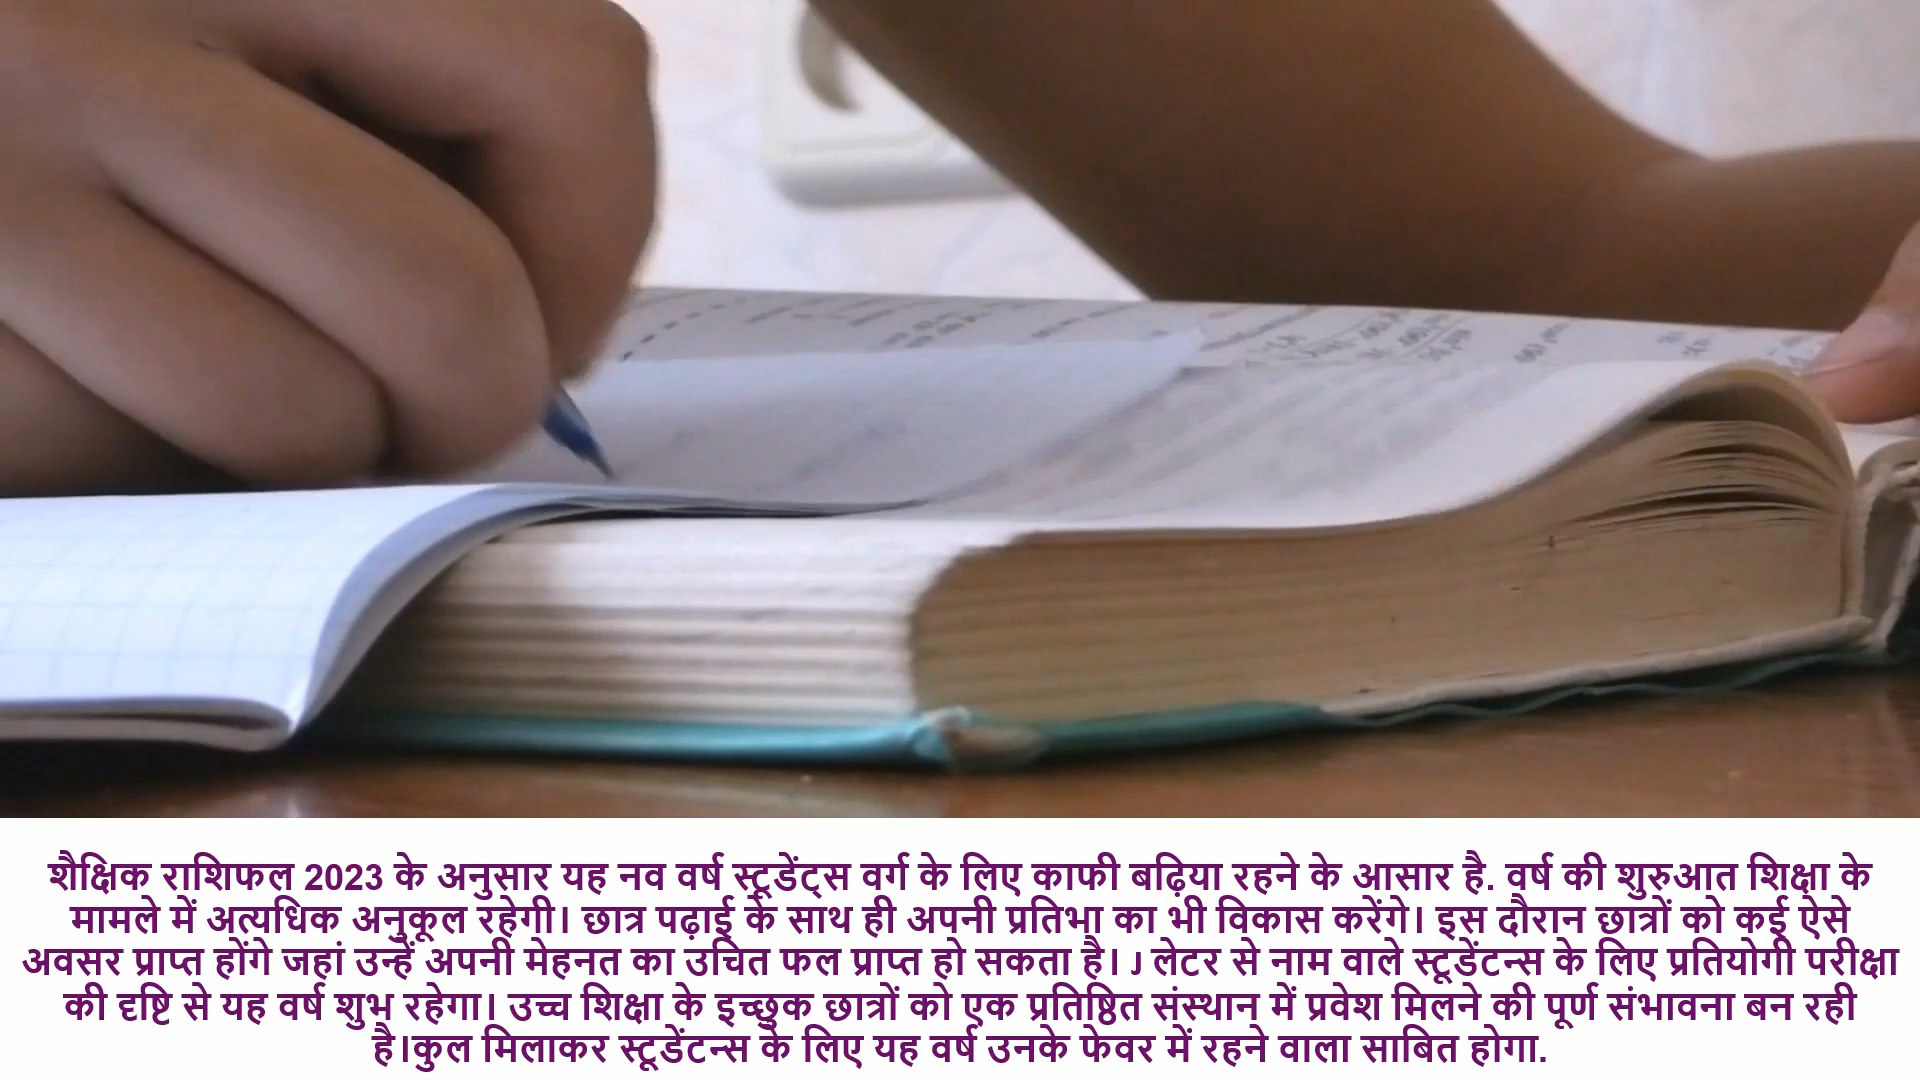 शैक्षिक राशिफल 2023 के अनुसार यह नव वर्ष स्टूडेंट्स वर्ग के लिए काफी बढ़िया रहने के आसार है. वर्ष की शुरुआत शिक्षा के
मामले में अत्यधिक अनुकूल रहेगी। छात्र पढ़ाई के साथ ही अपनी प्रतिभा का भी विकास करेंगे। इस दौरान छात्रों को कई ऐसे
अवसर प्राप्त होंगे जहां उन्हें अपनी मेहनत का उचित फल प्राप्त हो सकता है। J लेटर से नाम वाले स्टूडेंटन्स के लिए प्रतियोगी परीक्षा
की दृष्टि से यह वर्ष शुभ रहेगा। उच्च शिक्षा के इच्छुक छात्रों को एक प्रतिष्ठित संस्थान में प्रवेश मिलने की पूर्ण संभावना बन रही
है।कुल मिलाकर स्टूडेंटन्स के लिए यह वर्ष उनके फेवर में रहने वाला साबित होगा.